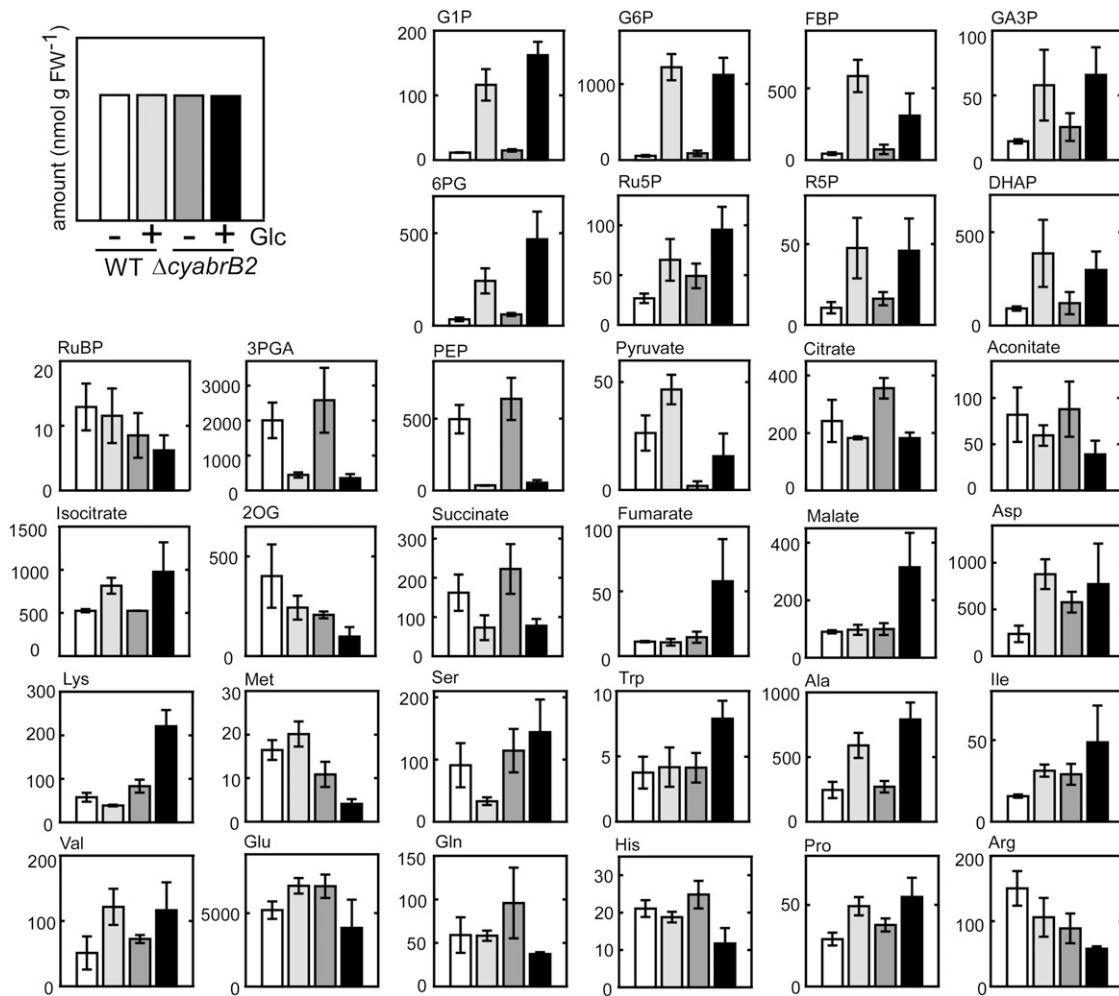 amount (nmol g FW⁻¹)
- + - + Glc
WT ΔcyabrB2
G1P
200
100
0
G6P
1000
0
FBP
500
0
GA3P
100
50
0
6PG
500
0
Ru5P
100
50
0
R5P
50
0
DHAP
500
0
RuBP
20
10
0
3PGA
3000
2000
1000
0
PEP
500
0
Pyruvate
50
0
Citrate
400
200
0
Aconitate
100
50
0
Isocitrate
1500
1000
500
0
2OG
500
0
Succinate
300
200
100
0
Fumarate
100
50
0
Malate
400
200
0
Asp
1000
500
0
Lys
300
200
100
0
Met
30
20
10
0
Ser
200
100
0
Trp
10
5
0
Ala
1000
500
0
Ile
50
0
Val
200
100
0
Glu
5000
0
Gln
150
100
50
0
His
30
20
10
0
Pro
50
0
Arg
200
100
0